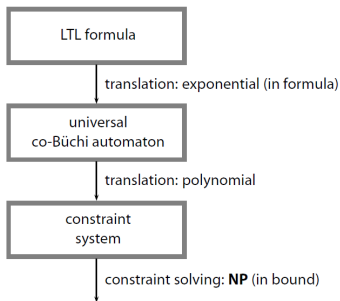 LTL formula
translation: exponential (in formula)
universal
co-Büchi automaton
translation: polynomial
constraint
system
constraint solving: NP (in bound)